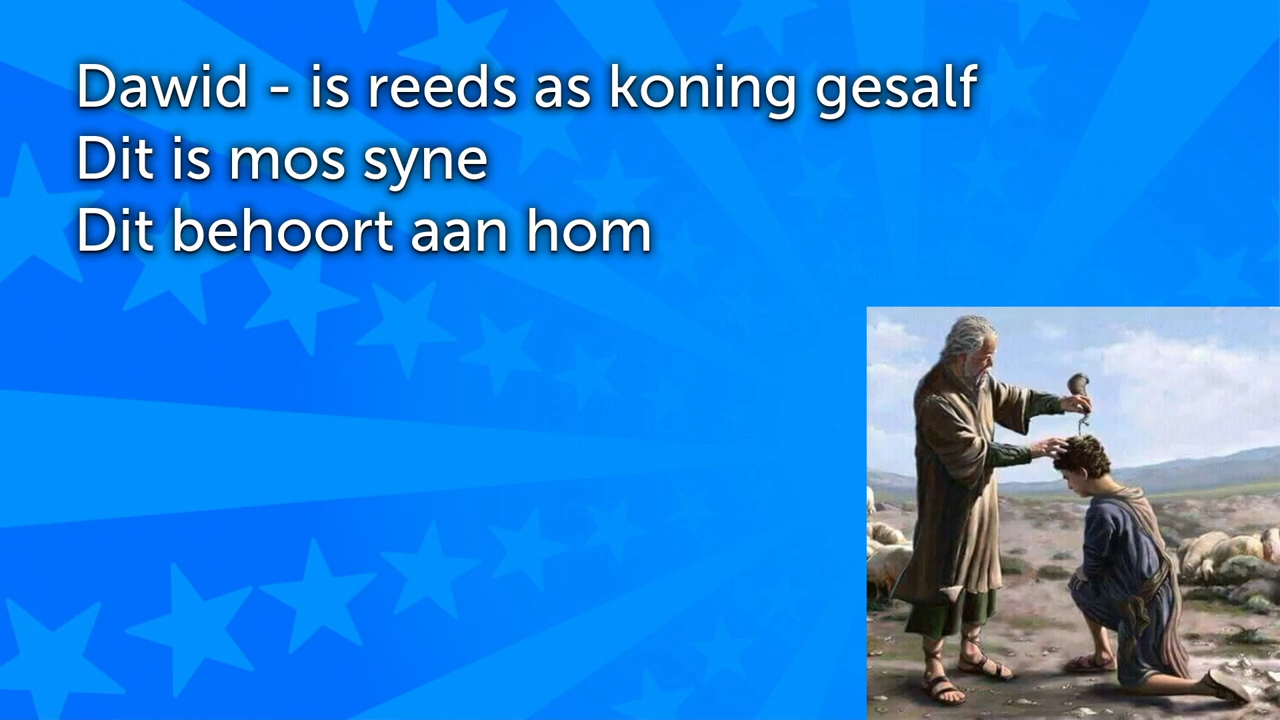 Dawid - is reeds as koning gesalf
Dit is mos syne
Dit behoort aan hom